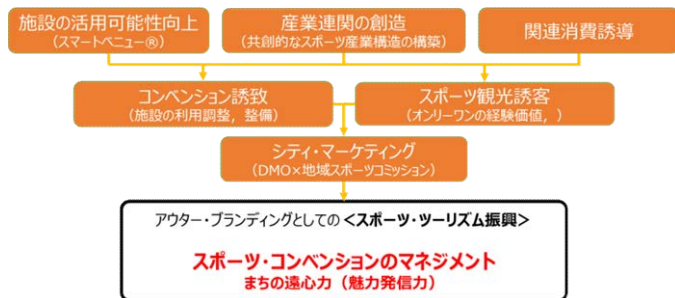 施設の活用可能性向上
(スマートベニュー®)
産業連関の創造
(共創的なスポーツ産業構造の構築)
関連消費誘導
コンベンション誘致
(施設の利用調整，整備)
スポーツ観光誘客
(オンリーワンの経験価値，)
シティ・マーケティング
(DMO×地域スポーツコミッション)
アウター・ブランディングとしての＜スポーツ・ツーリズム振興＞
スポーツ・コンベンションのマネジメント
まちの遠心力（魅力発信力）